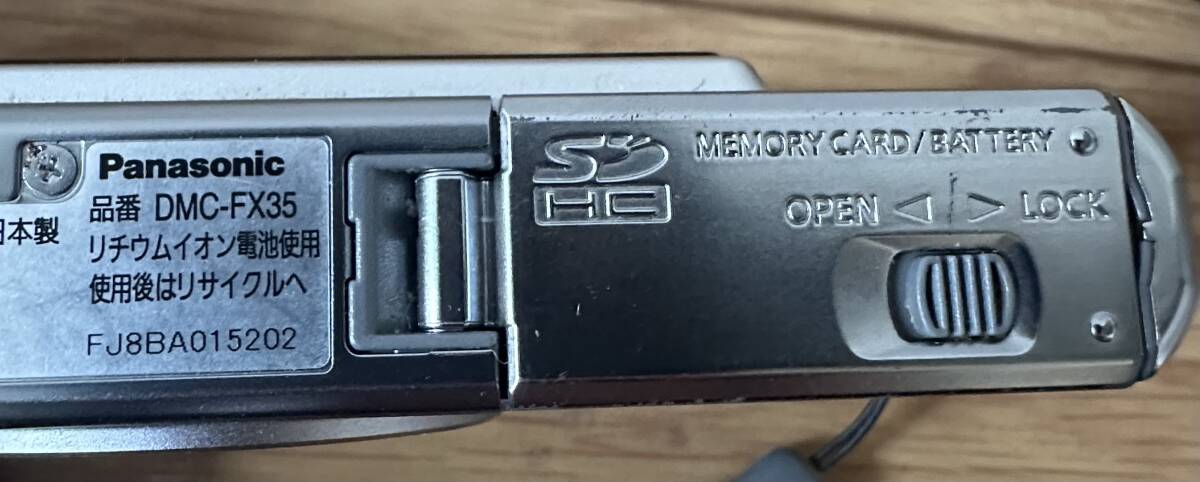 Panasonic
品番 DMC-FX35
日本製
リチウムイオン電池使用
使用後はリサイクルへ
FJ8BA015202
SD
HC
MEMORY CARD/BATTERY
OPEN ◁ ▷ LOCK